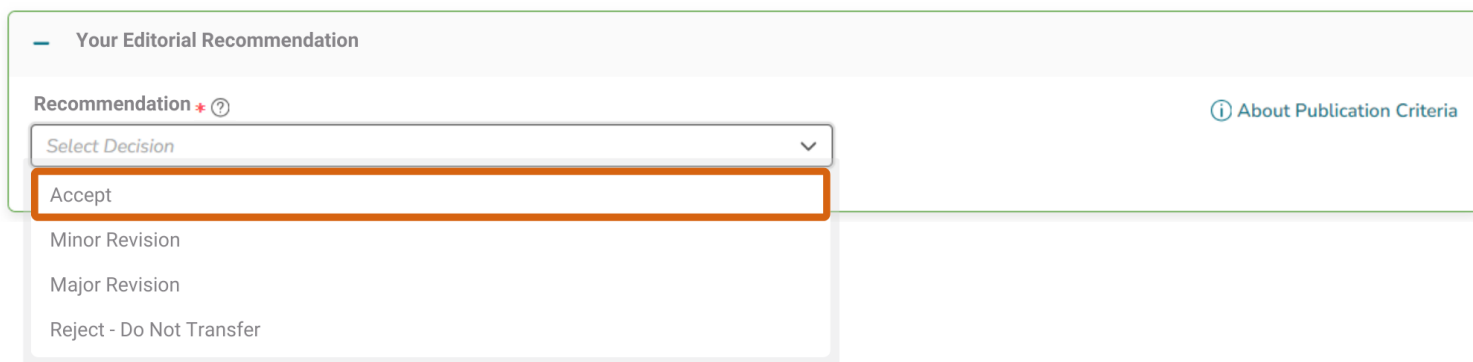 Your Editorial Recommendation
Recommendation *
About Publication Criteria
Select Decision
Accept
Minor Revision
Major Revision
Reject - Do Not Transfer